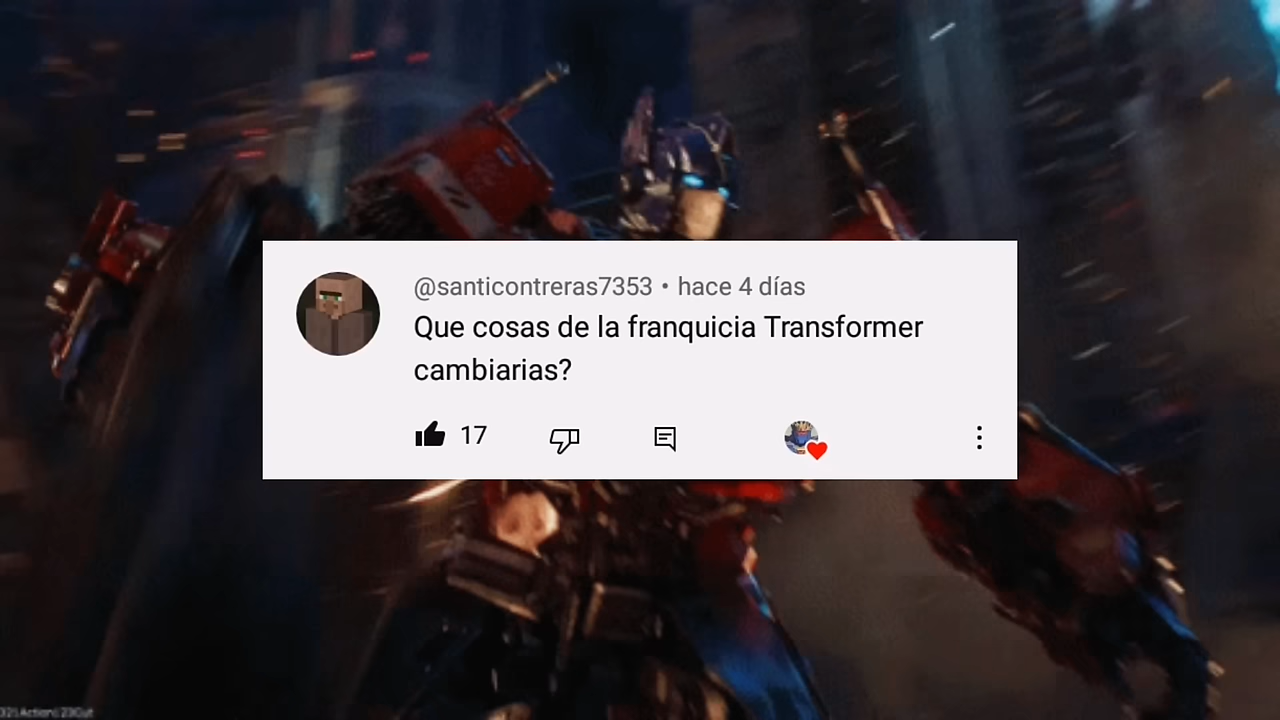 @santicontreras7353 • hace 4 días
Que cosas de la franquicia Transformer
cambiarias?
17